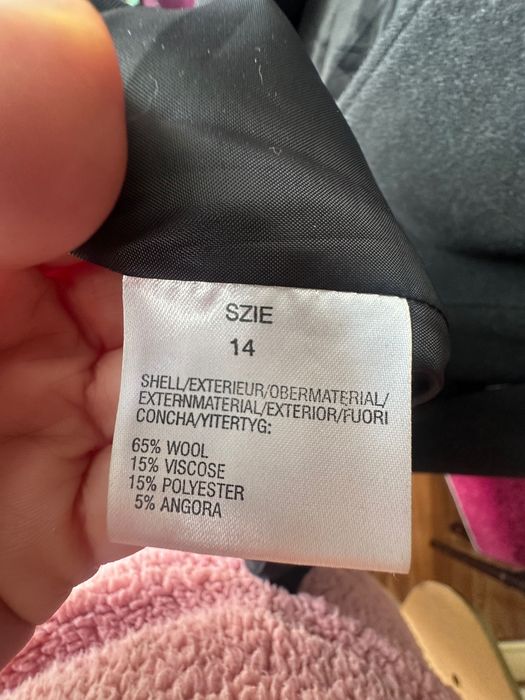 SZIE
14
SHELL/EXTERIEUR/OBERMATERIAL/
EXTERNMATERIAL/EXTERIOR/FUORI
CONCHA/YITERTYG:
65% WOOL
15% VISCOSE
15% POLYESTER
5% ANGORA